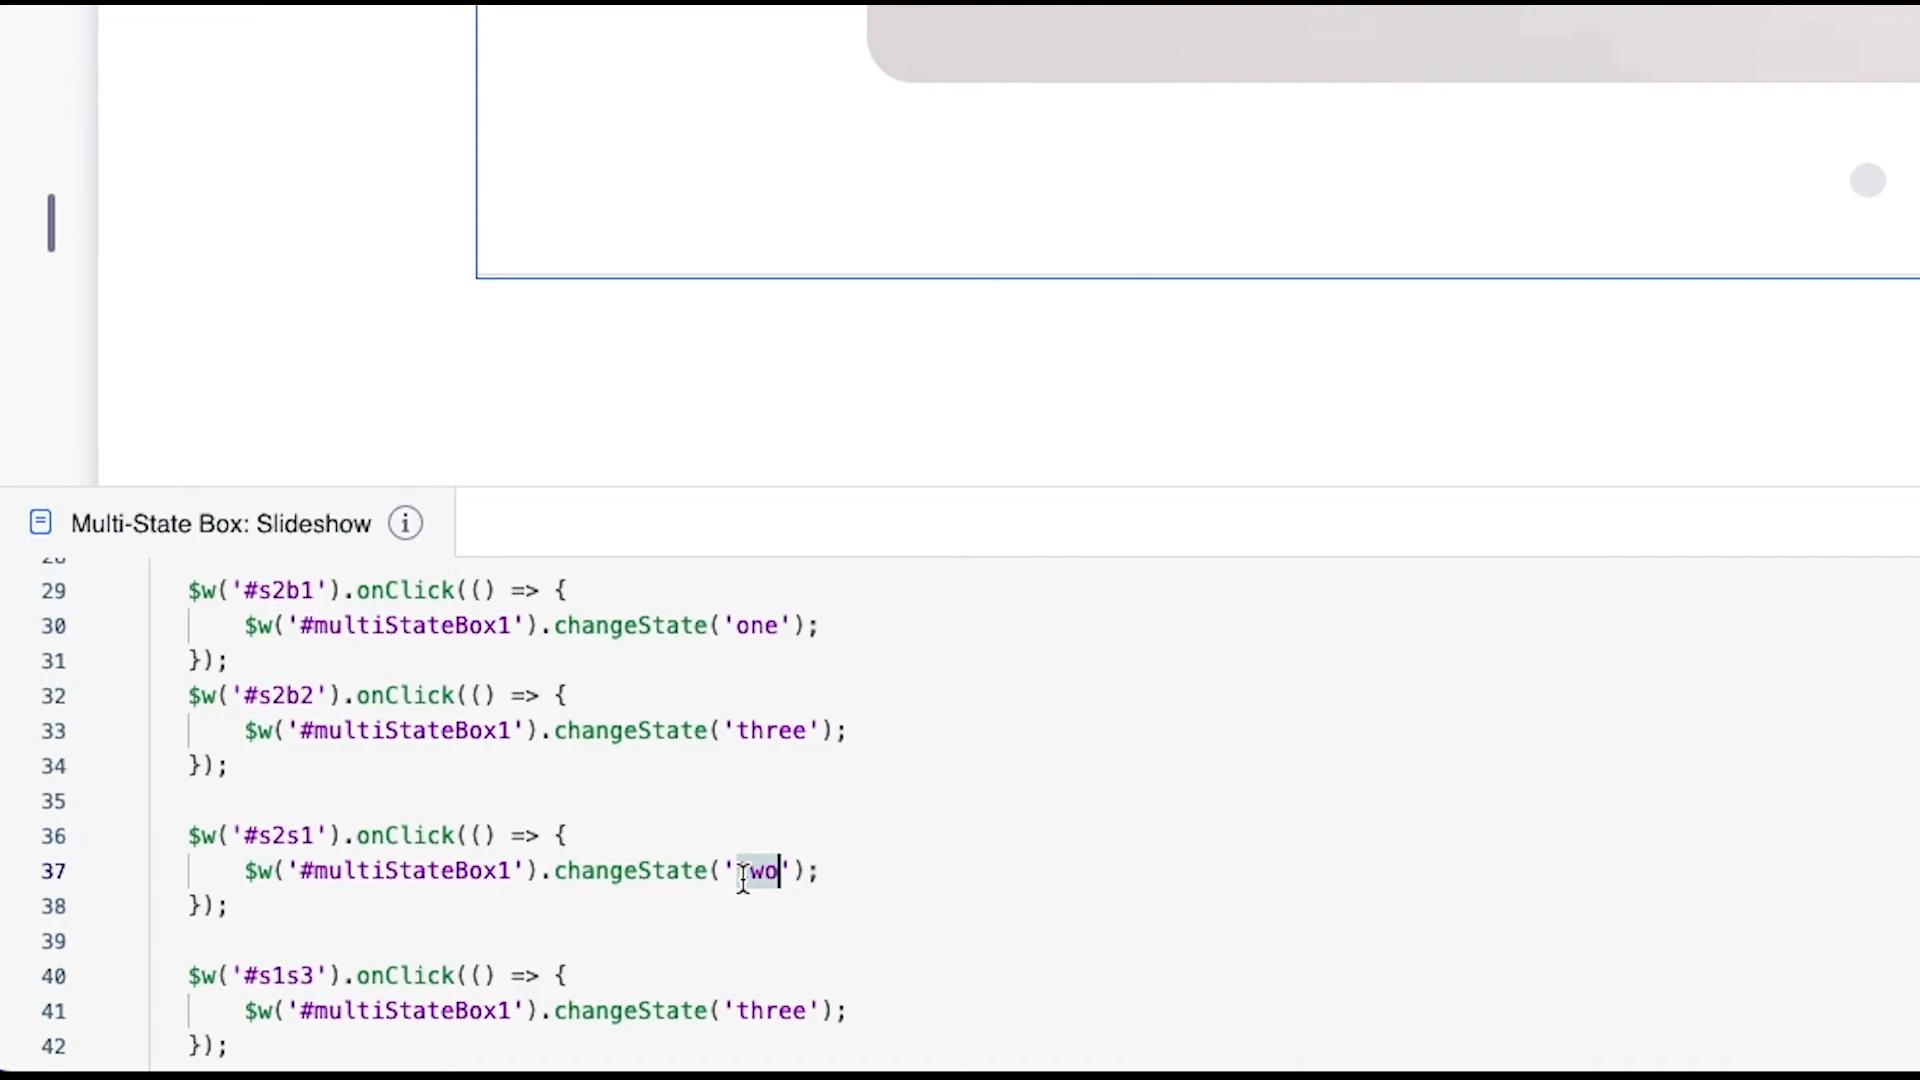 Multi-State Box: Slideshow i
29 $w('#s2b1').onClick(() => {
30 $w('#multiStateBox1').changeState('one');
31 });
32 $w('#s2b2').onClick(() => {
33 $w('#multiStateBox1').changeState('three');
34 });
35
36 $w('#s2s1').onClick(() => {
37 $w('#multiStateBox1').changeState('two');
38 });
39
40 $w('#s1s3').onClick(() => {
41 $w('#multiStateBox1').changeState('three');
42 });